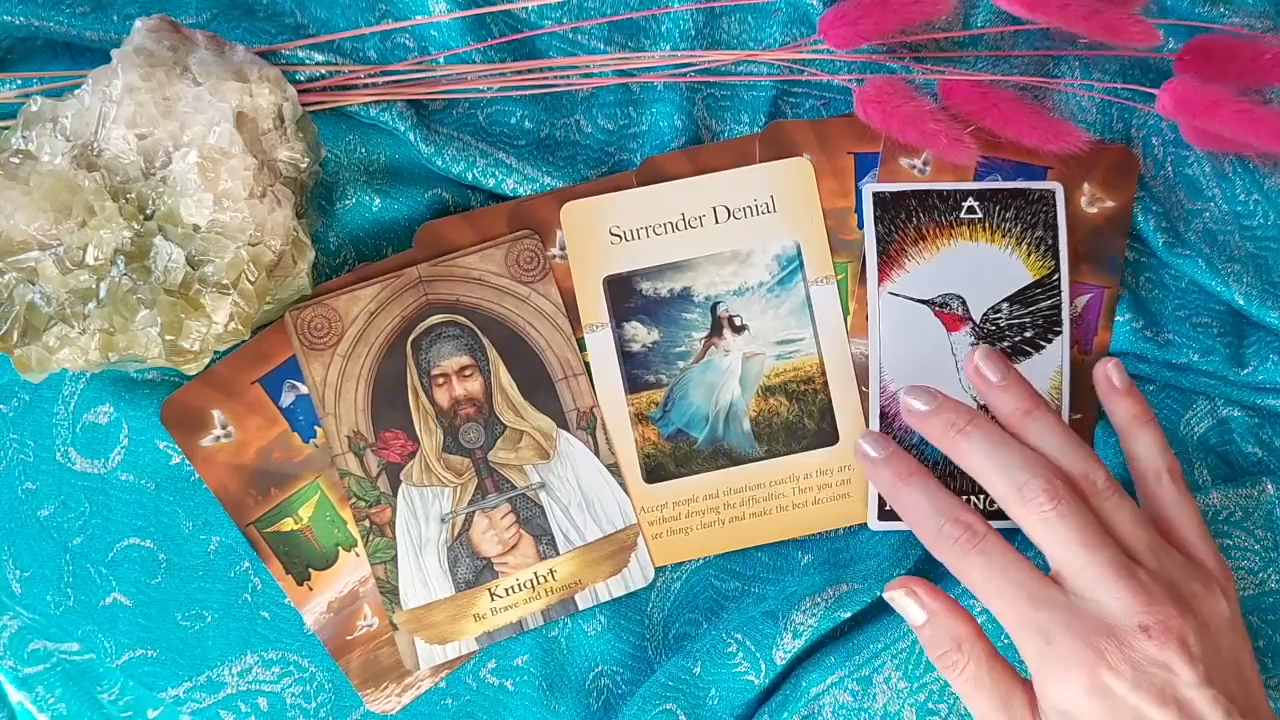 Knight
Be Brave and Honest
Surrender Denial
Accept people and situations exactly as they are,
without denying the difficulties. Then you can
see things clearly and make the best decisions.